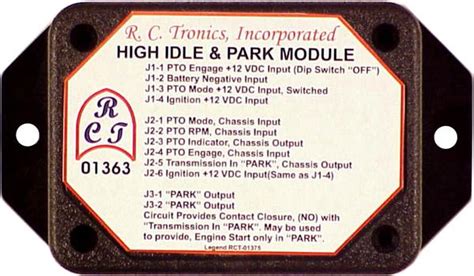 R. C. Tronics, Incorporated
HIGH IDLE & PARK MODULE
J1-1 PTO Engage +12 VDC Input (Dip Switch "OFF")
J1-2 Battery Negative Input
J1-3 PTO Mode +12 VDC Input, Switched
J1-4 Ignition +12 VDC Input
R
C T
01363
J2-1 PTO Mode, Chassis Input
J2-2 PTO RPM, Chassis Input
J2-3 PTO Indicator, Chassis Output
J2-4 PTO Engage, Chassis Input
J2-5 Transmission In "PARK", Chassis Output
J2-6 Ignition +12 VDC Input(Same as J1-4)
J3-1 "PARK" Output
J3-2 "PARK" Output
Circuit Provides Contact Closure, (NO) with
"Transmission In "PARK". May be used
to provide, Engine Start only in "PARK".
Legend RCT-01375